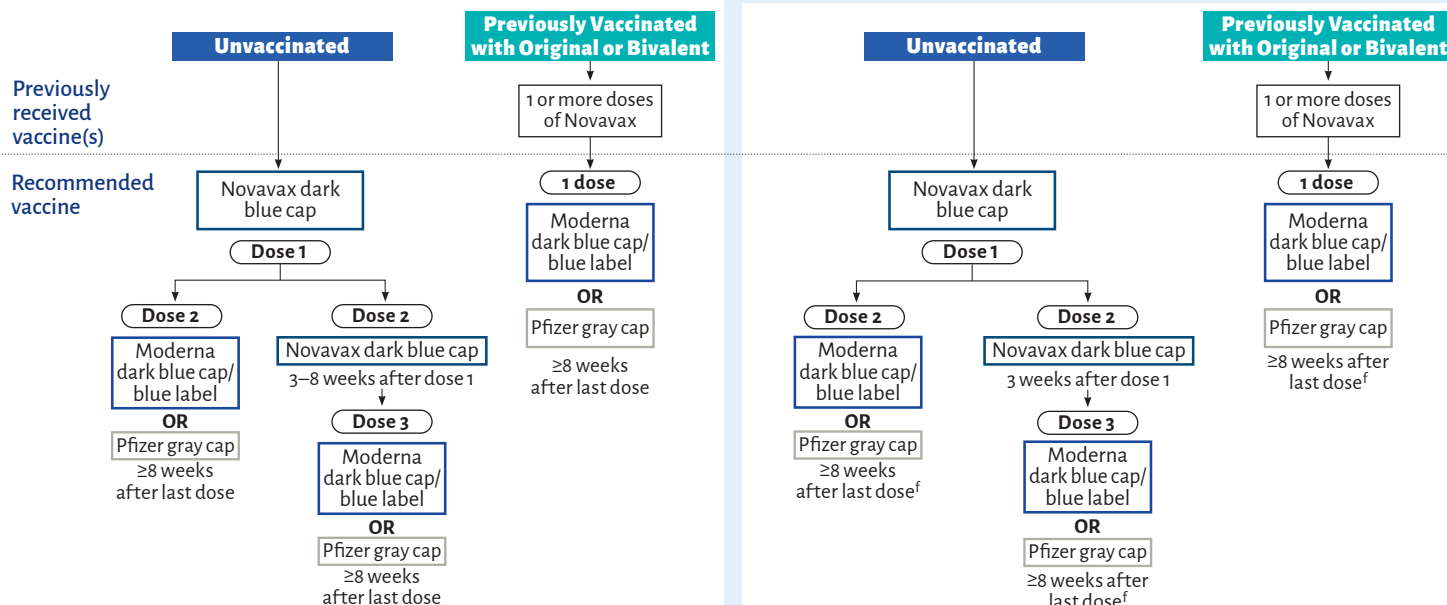 Unvaccinated
Previously Vaccinated
with Original or Bivalent
Previously
received
vaccine(s)
1 or more doses
of Novavax
Recommended
vaccine
Novavax dark
blue cap
Dose 1
Dose 2
Moderna
dark blue cap/
blue label
OR
Pfizer gray cap
≥8 weeks
after last dose
Dose 2
Novavax dark blue cap
3–8 weeks after dose 1
Dose 3
Moderna
dark blue cap/
blue label
OR
Pfizer gray cap
≥8 weeks
after last dose
1 dose
Moderna
dark blue cap/
blue label
OR
Pfizer gray cap
≥8 weeks
after last dose
Unvaccinated
Previously Vaccinated
with Original or Bivalent
1 or more doses
of Novavax
Novavax dark
blue cap
Dose 1
Dose 2
Moderna
dark blue cap/
blue label
OR
Pfizer gray cap
≥8 weeks
after last doseᶠ
Dose 2
Novavax dark blue cap
3 weeks after dose 1
Dose 3
Moderna
dark blue cap/
blue label
OR
Pfizer gray cap
≥8 weeks after
last doseᶠ
1 dose
Moderna
dark blue cap/
blue label
OR
Pfizer gray cap
≥8 weeks after
last doseᶠ